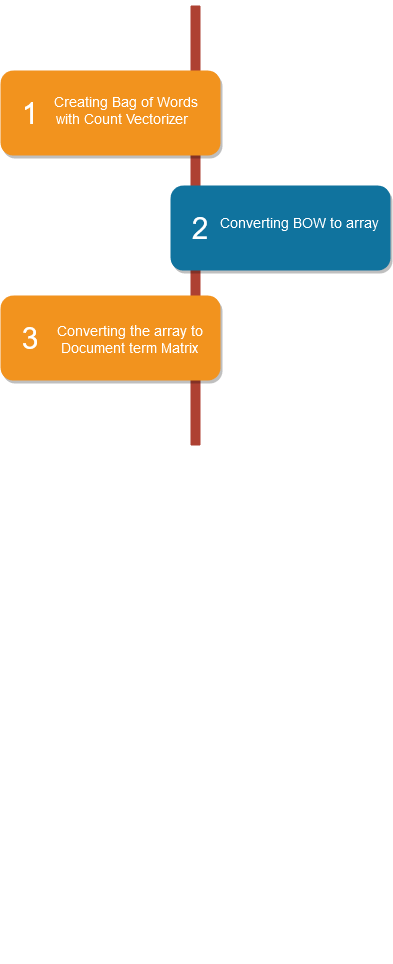 1
Creating Bag of Words
with Count Vectorizer
2
Converting BOW to array
3
Converting the array to
Document term Matrix